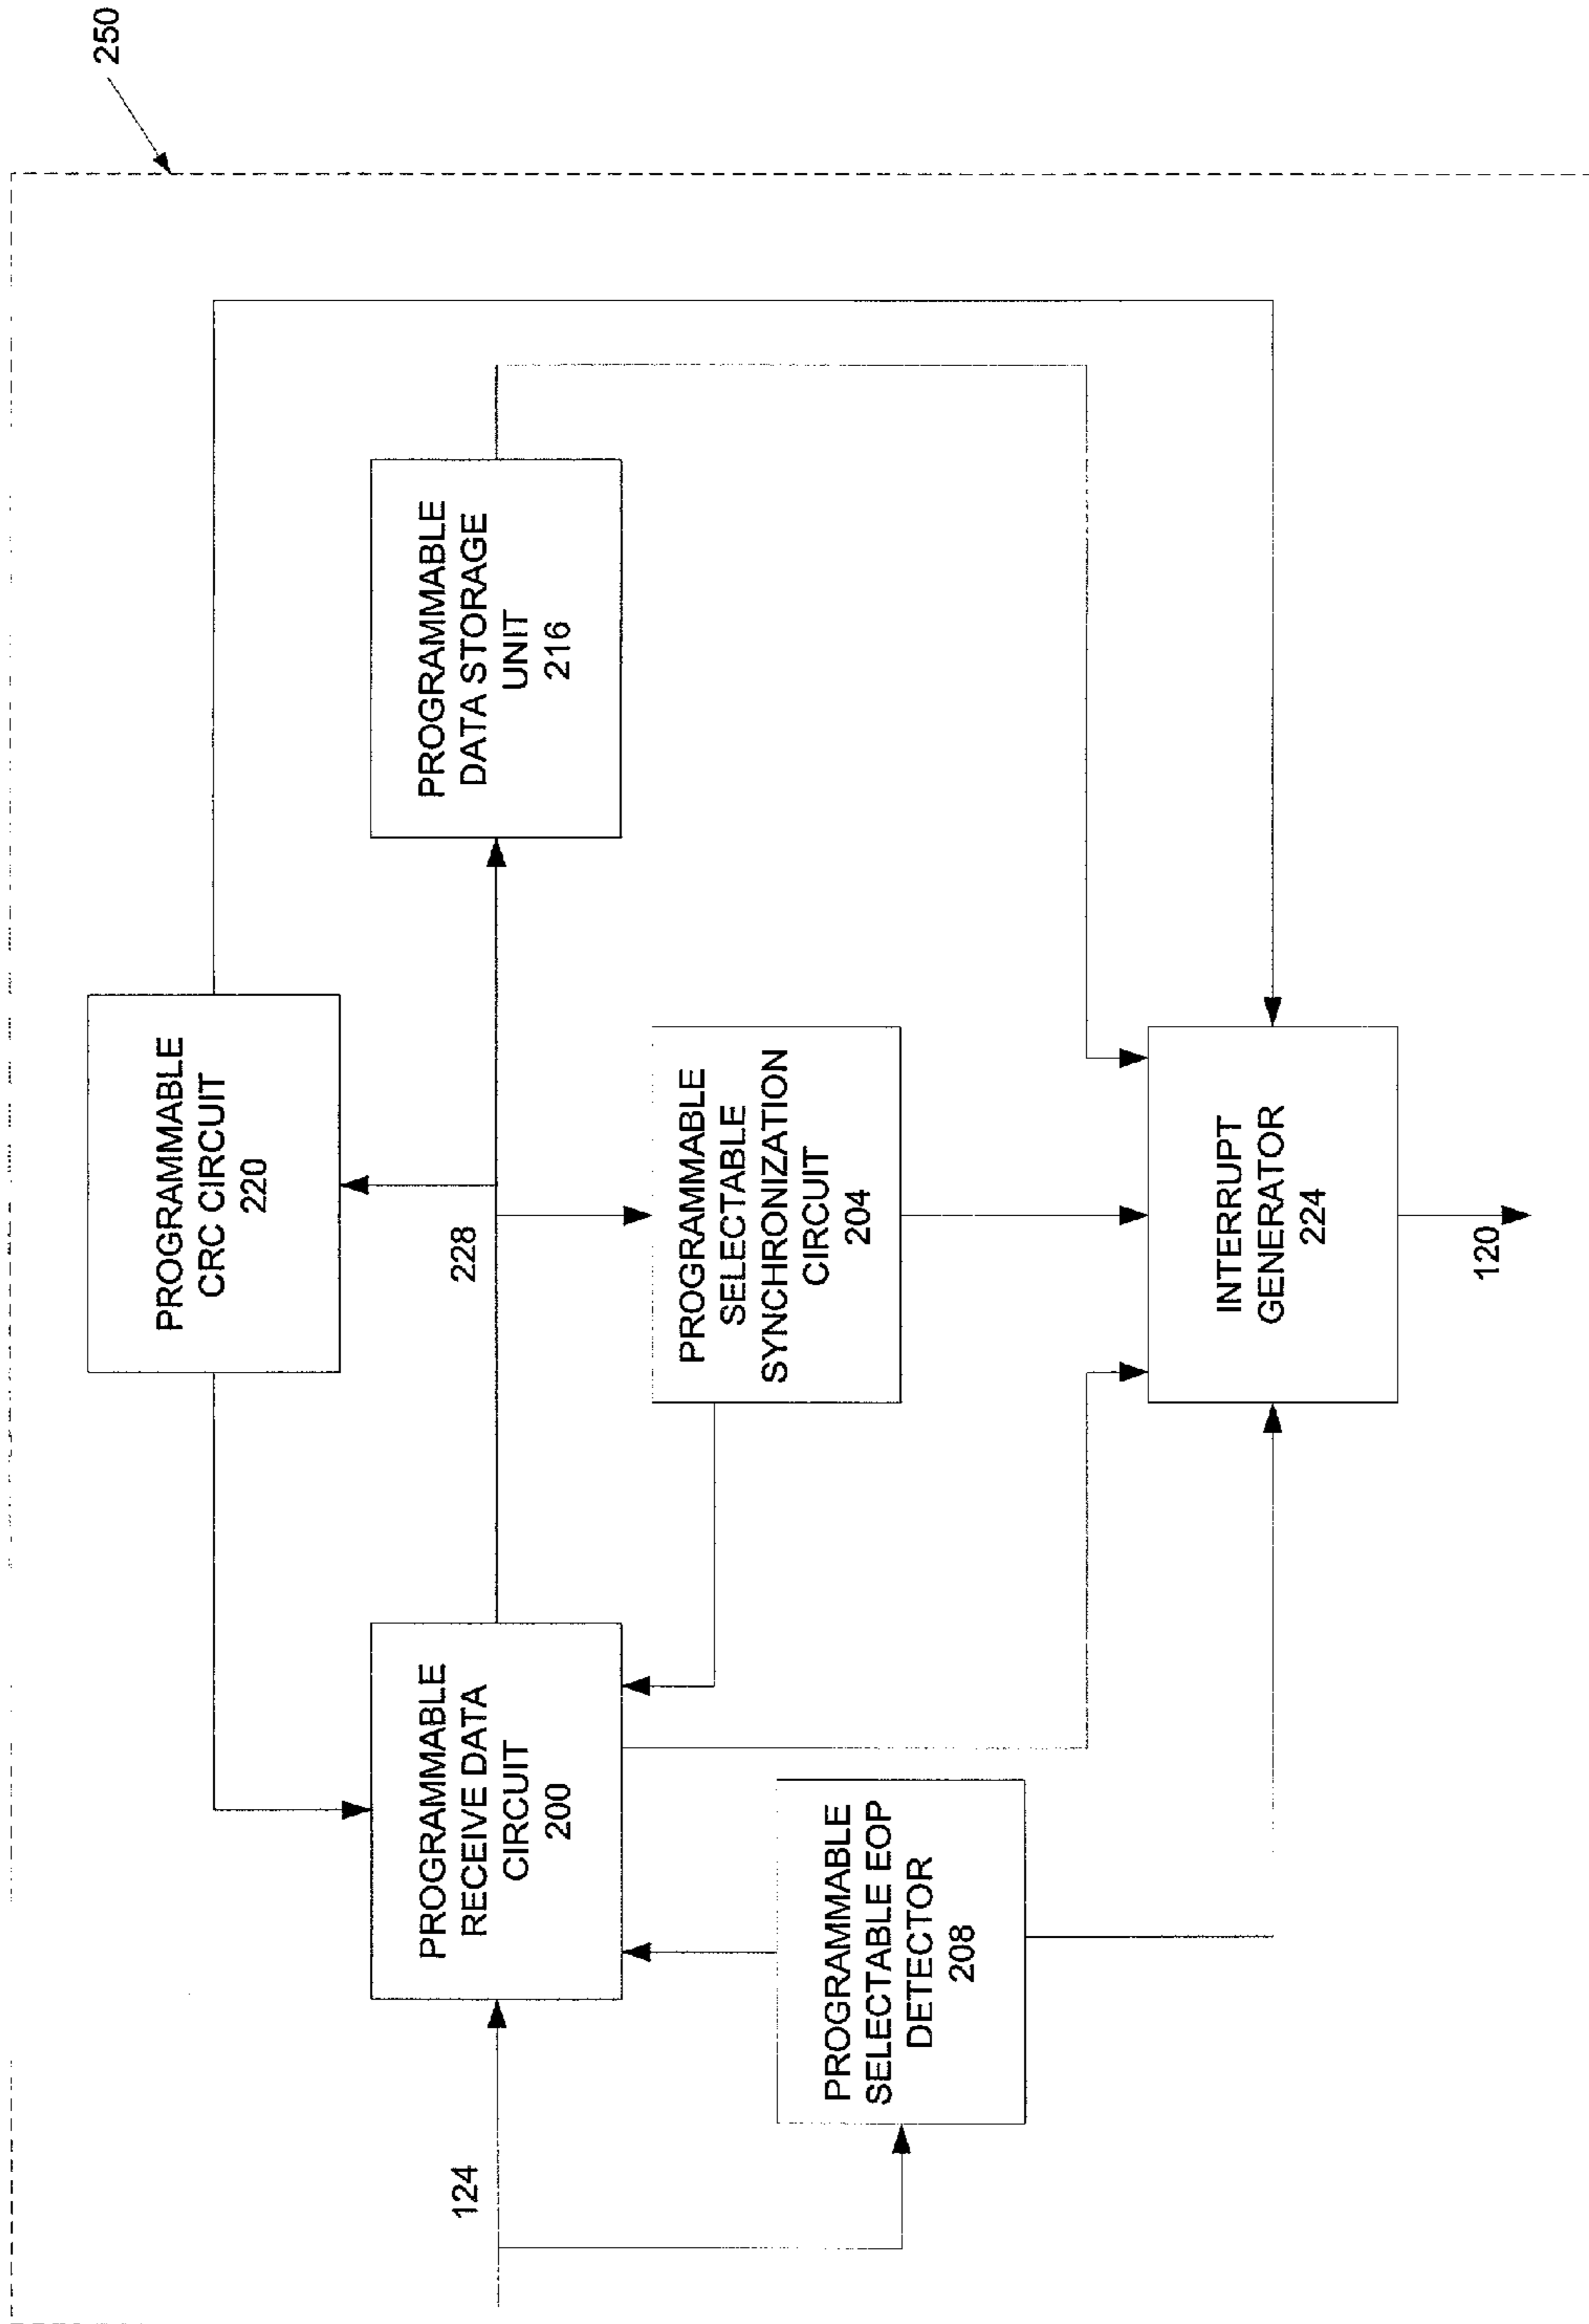 250
PROGRAMMABLE
CRC CIRCUIT
220
PROGRAMMABLE
RECEIVE DATA
CIRCUIT
200
228
PROGRAMMABLE
DATA STORAGE
UNIT
216
124
PROGRAMMABLE
SELECTABLE
SYNCHRONIZATION
CIRCUIT
204
PROGRAMMABLE
SELECTABLE EOP
DETECTOR
208
INTERRUPT
GENERATOR
224
120